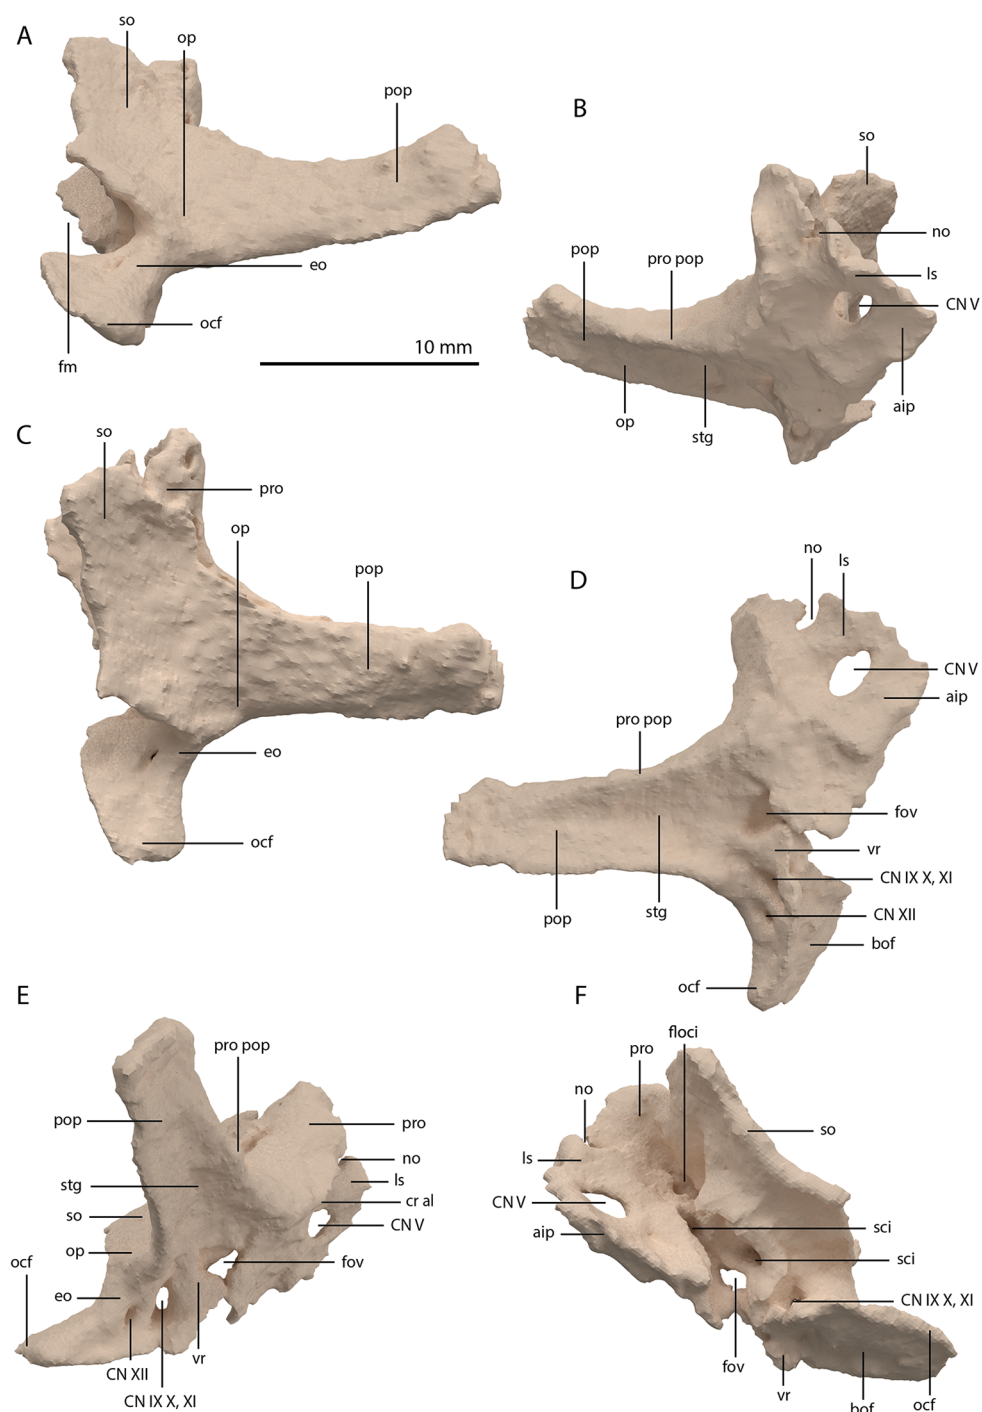 A
so
op
pop
eo
ocf
fm
10 mm
B
so
no
pop
pro pop
ls
CN V
aip
op
stg
C
so
pro
op
pop
eo
ocf
D
no
ls
CN V
aip
pro pop
fov
vr
CN IX X, XI
CN XII
bof
pop
stg
ocf
E
pro pop
pop
pro
no
stg
ls
cr al
so
CN V
op
ocf
fov
eo
vr
CN XII
CN IX X, XI
F
floci
pro
no
so
ls
CN V
sci
aip
sci
CN IX X, XI
fov
vr
bof
ocf